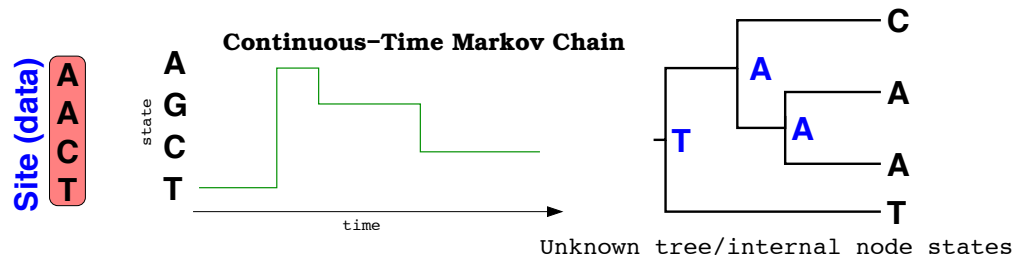 Site (data)
A
A
C
T
Continuous-Time Markov Chain
state
A
G
C
T
time
C
A
A
A
T
A
A
T
Unknown tree/internal node states